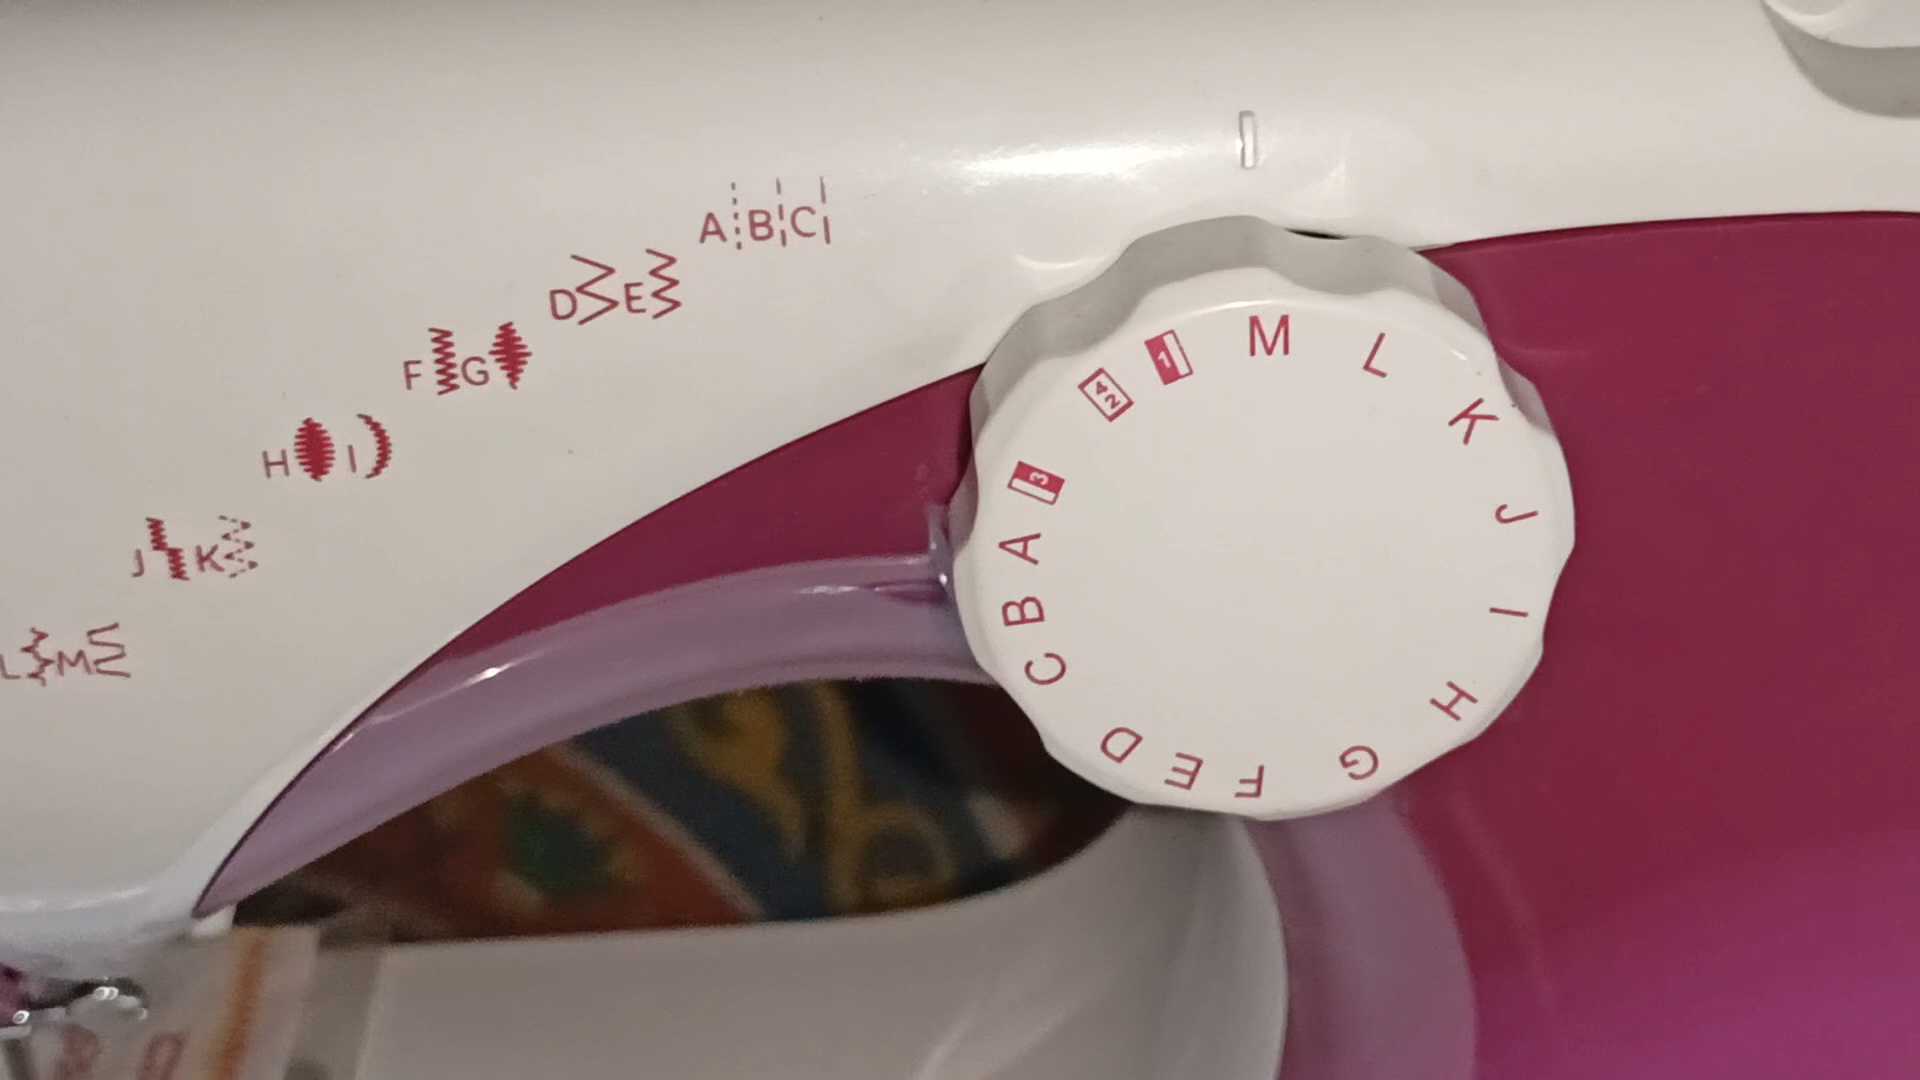 A B C
D E
F G
H I
J K
L M
M L K J I H G F E D C B A 3 4 2 1